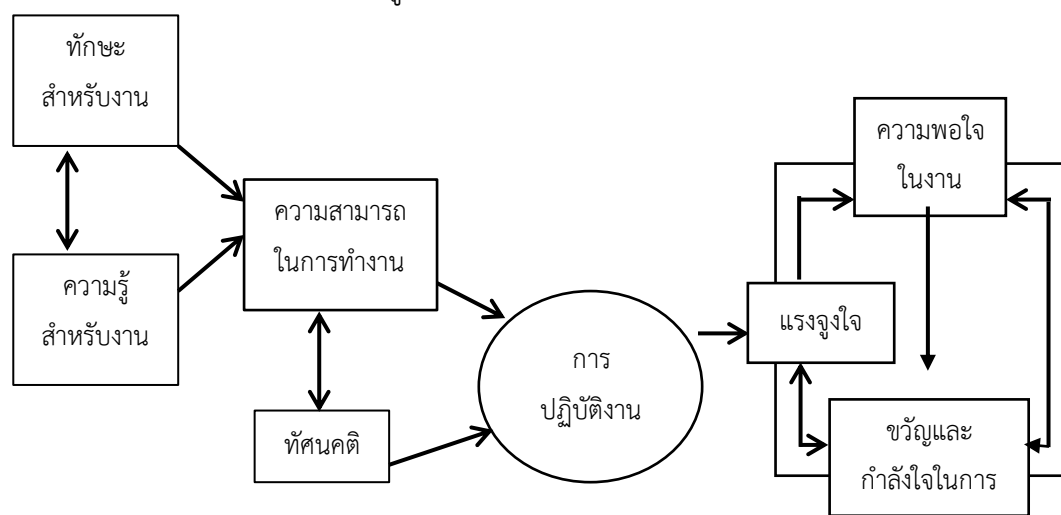 ทักษะ
สำหรับงาน
ความรู้
สำหรับงาน
ความสามารถ
ในการทำงาน
ทัศนคติ
การ
ปฏิบัติงาน
แรงจูงใจ
ความพอใจ
ในงาน
ขวัญและ
กำลังใจในการ